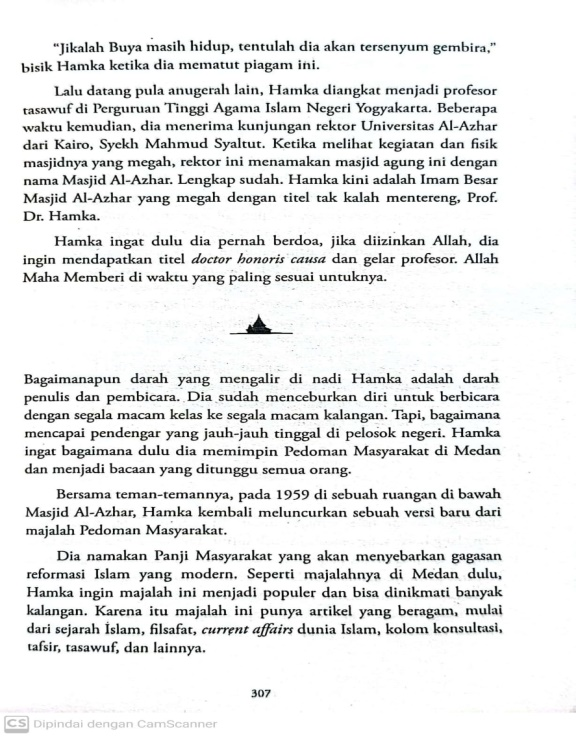 "Jikalah Buya masih hidup, tentulah dia akan tersenyum gembira,"
bisik Hamka ketika dia mematut piagam ini.
Lalu datang pula anugerah lain, Hamka diangkat menjadi profesor
tasawuf di Perguruan Tinggi Agama Islam Negeri Yogyakarta. Beberapa
waktu kemudian, dia menerima kunjungan rektor Universitas Al-Azhar
dari Kairo, Syekh Mahmud Syaltut. Ketika melihat kegiatan dan fisik
masjidnya yang megah, rektor ini menamakan masjid agung ini dengan
nama Masjid Al-Azhar. Lengkap sudah. Hamka kini adalah Imam Besar
Masjid Al-Azhar yang megah dengan titel tak kalah mentereng, Prof.
Dr. Hamka.
Hamka ingat dulu dia pernah berdoa, jika diizinkan Allah, dia
ingin mendapatkan titel doctor honoris causa dan gelar profesor. Allah
Maha Memberi di waktu yang paling sesuai untuknya.
Bagaimanapun darah yang mengalir di nadi Hamka adalah darah
penulis dan pembicara. Dia sudah menceburkan diri untuk berbicara
dengan segala macam kelas ke segala macam kalangan. Tapi, bagaimana
mencapai pendengar yang jauh-jauh tinggal di pelosok negeri. Hamka
ingat bagaimana dulu dia memimpin Pedoman Masyarakat di Medan
dan menjadi bacaan yang ditunggu semua orang.
Bersama teman-temannya, pada 1959 di sebuah ruangan di bawah
Masjid Al-Azhar, Hamka kembali meluncurkan sebuah versi baru dari
majalah Pedoman Masyarakat.
Dia namakan Panji Masyarakat yang akan menyebarkan gagasan
reformasi Islam yang modern. Seperti majalahnya di Medan dulu,
Hamka ingin majalah ini menjadi populer dan bisa dinikmati banyak
kalangan. Karena itu majalah ini punya artikel yang beragam, mulai
dari sejarah Islam, filsafat, current affairs dunia Islam, kolom konsultasi,
tafsir, tasawuf, dan lainnya.
307
CS Dipindai dengan CamScanner